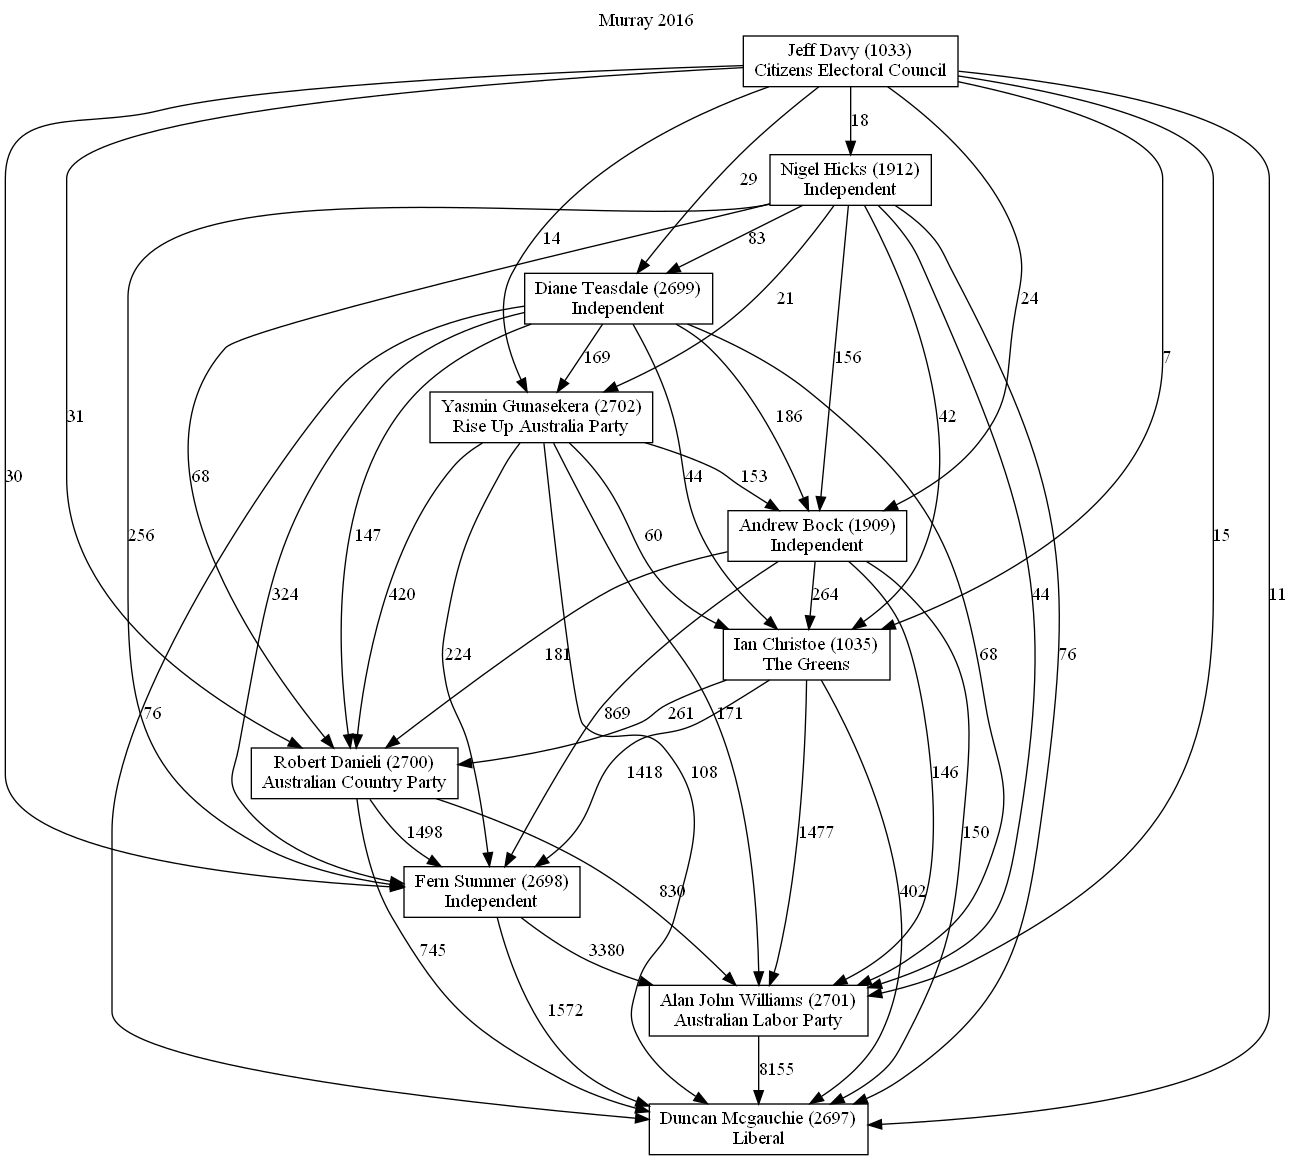 Murray 2016
Jeff Davy (1033)
Citizens Electoral Council
18
Nigel Hicks (1912)
Independent
29
14
83
Diane Teasdale (2699)
Independent
21
24
169
156
7
Yasmin Gunasekera (2702)
Rise Up Australia Party
31
186
42
30
68
153
44
Andrew Bock (1909)
Independent
256
147
60
15
324
420
264
44
11
Ian Christoe (1035)
The Greens
224
181
68
76
76
869
261
171
Robert Danieli (2700)
Australian Country Party
1418
108
146
1498
1477
150
Fern Summer (2698)
Independent
830
402
745
3380
Alan John Williams (2701)
Australian Labor Party
1572
8155
Duncan Mcgauchie (2697)
Liberal